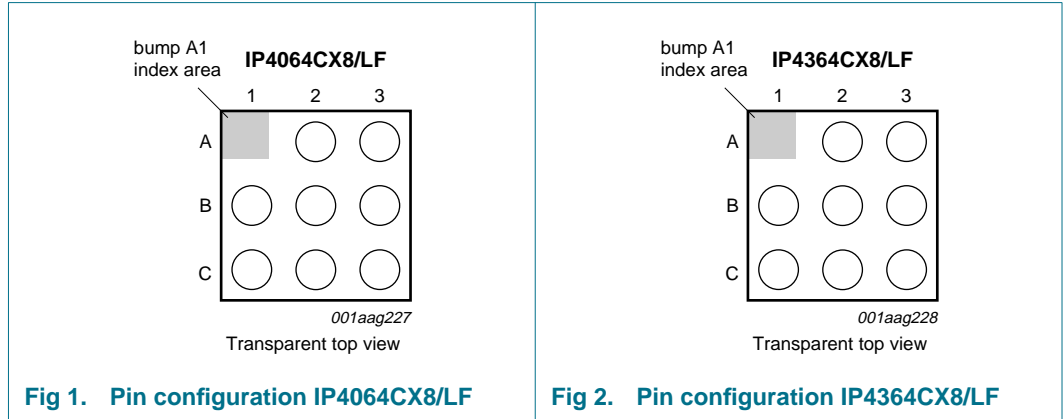 bump A1
index area
IP4064CX8/LF
1 2 3
A
B
C
001aag227
Transparent top view
Fig 1. Pin configuration IP4064CX8/LF
bump A1
index area
IP4364CX8/LF
1 2 3
A
B
C
001aag228
Transparent top view
Fig 2. Pin configuration IP4364CX8/LF